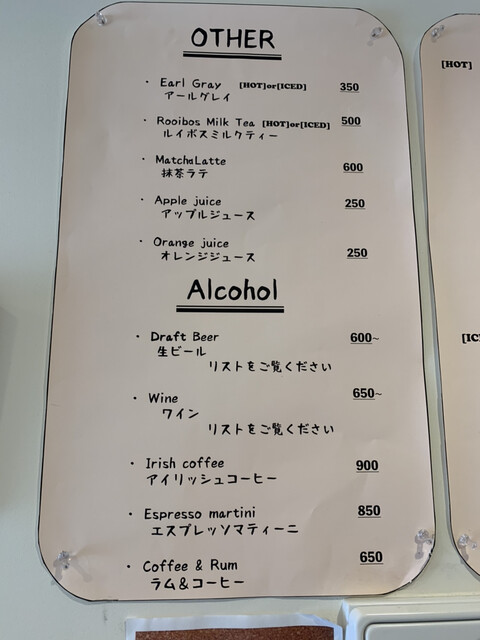 OTHER
・ Earl Gray [HOT]or[ICED] 350
アールグレイ
・ Rooibos Milk Tea [HOT]or[ICED] 500
ルイボスミルクティー
・ MatchaLatte 600
抹茶ラテ
・ Apple juice 250
アップルジュース
・ Orange juice 250
オレンジジュース
Alcohol
・ Draft Beer 600~
生ビール
リストをご覧ください
・ Wine 650~
ワイン
リストをご覧ください
・ Irish coffee 900
アイリッシュコーヒー
・ Espresso martini 850
エスプレッソマティーニ
・ Coffee & Rum 650
ラム&コーヒー
[HOT]